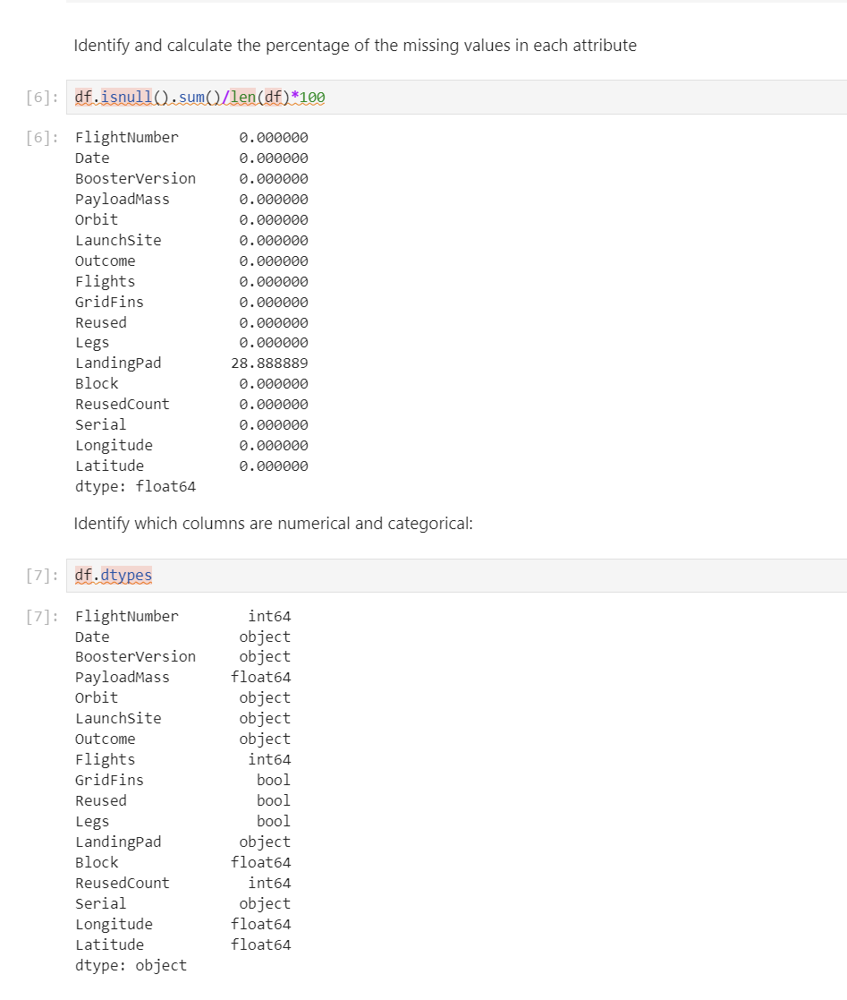 Identify and calculate the percentage of the missing values in each attribute
[6]: df.isnull().sum()/len(df)*100
[6]: FlightNumber 0.000000
Date 0.000000
BoosterVersion 0.000000
PayloadMass 0.000000
Orbit 0.000000
LaunchSite 0.000000
Outcome 0.000000
Flights 0.000000
GridFins 0.000000
Reused 0.000000
Legs 0.000000
LandingPad 28.888889
Block 0.000000
ReusedCount 0.000000
Serial 0.000000
Longitude 0.000000
Latitude 0.000000
dtype: float64
Identify which columns are numerical and categorical:
[7]: df.dtypes
[7]: FlightNumber int64
Date object
BoosterVersion object
PayloadMass float64
Orbit object
LaunchSite object
Outcome object
Flights int64
GridFins bool
Reused bool
Legs bool
LandingPad object
Block float64
ReusedCount int64
Serial object
Longitude float64
Latitude float64
dtype: object